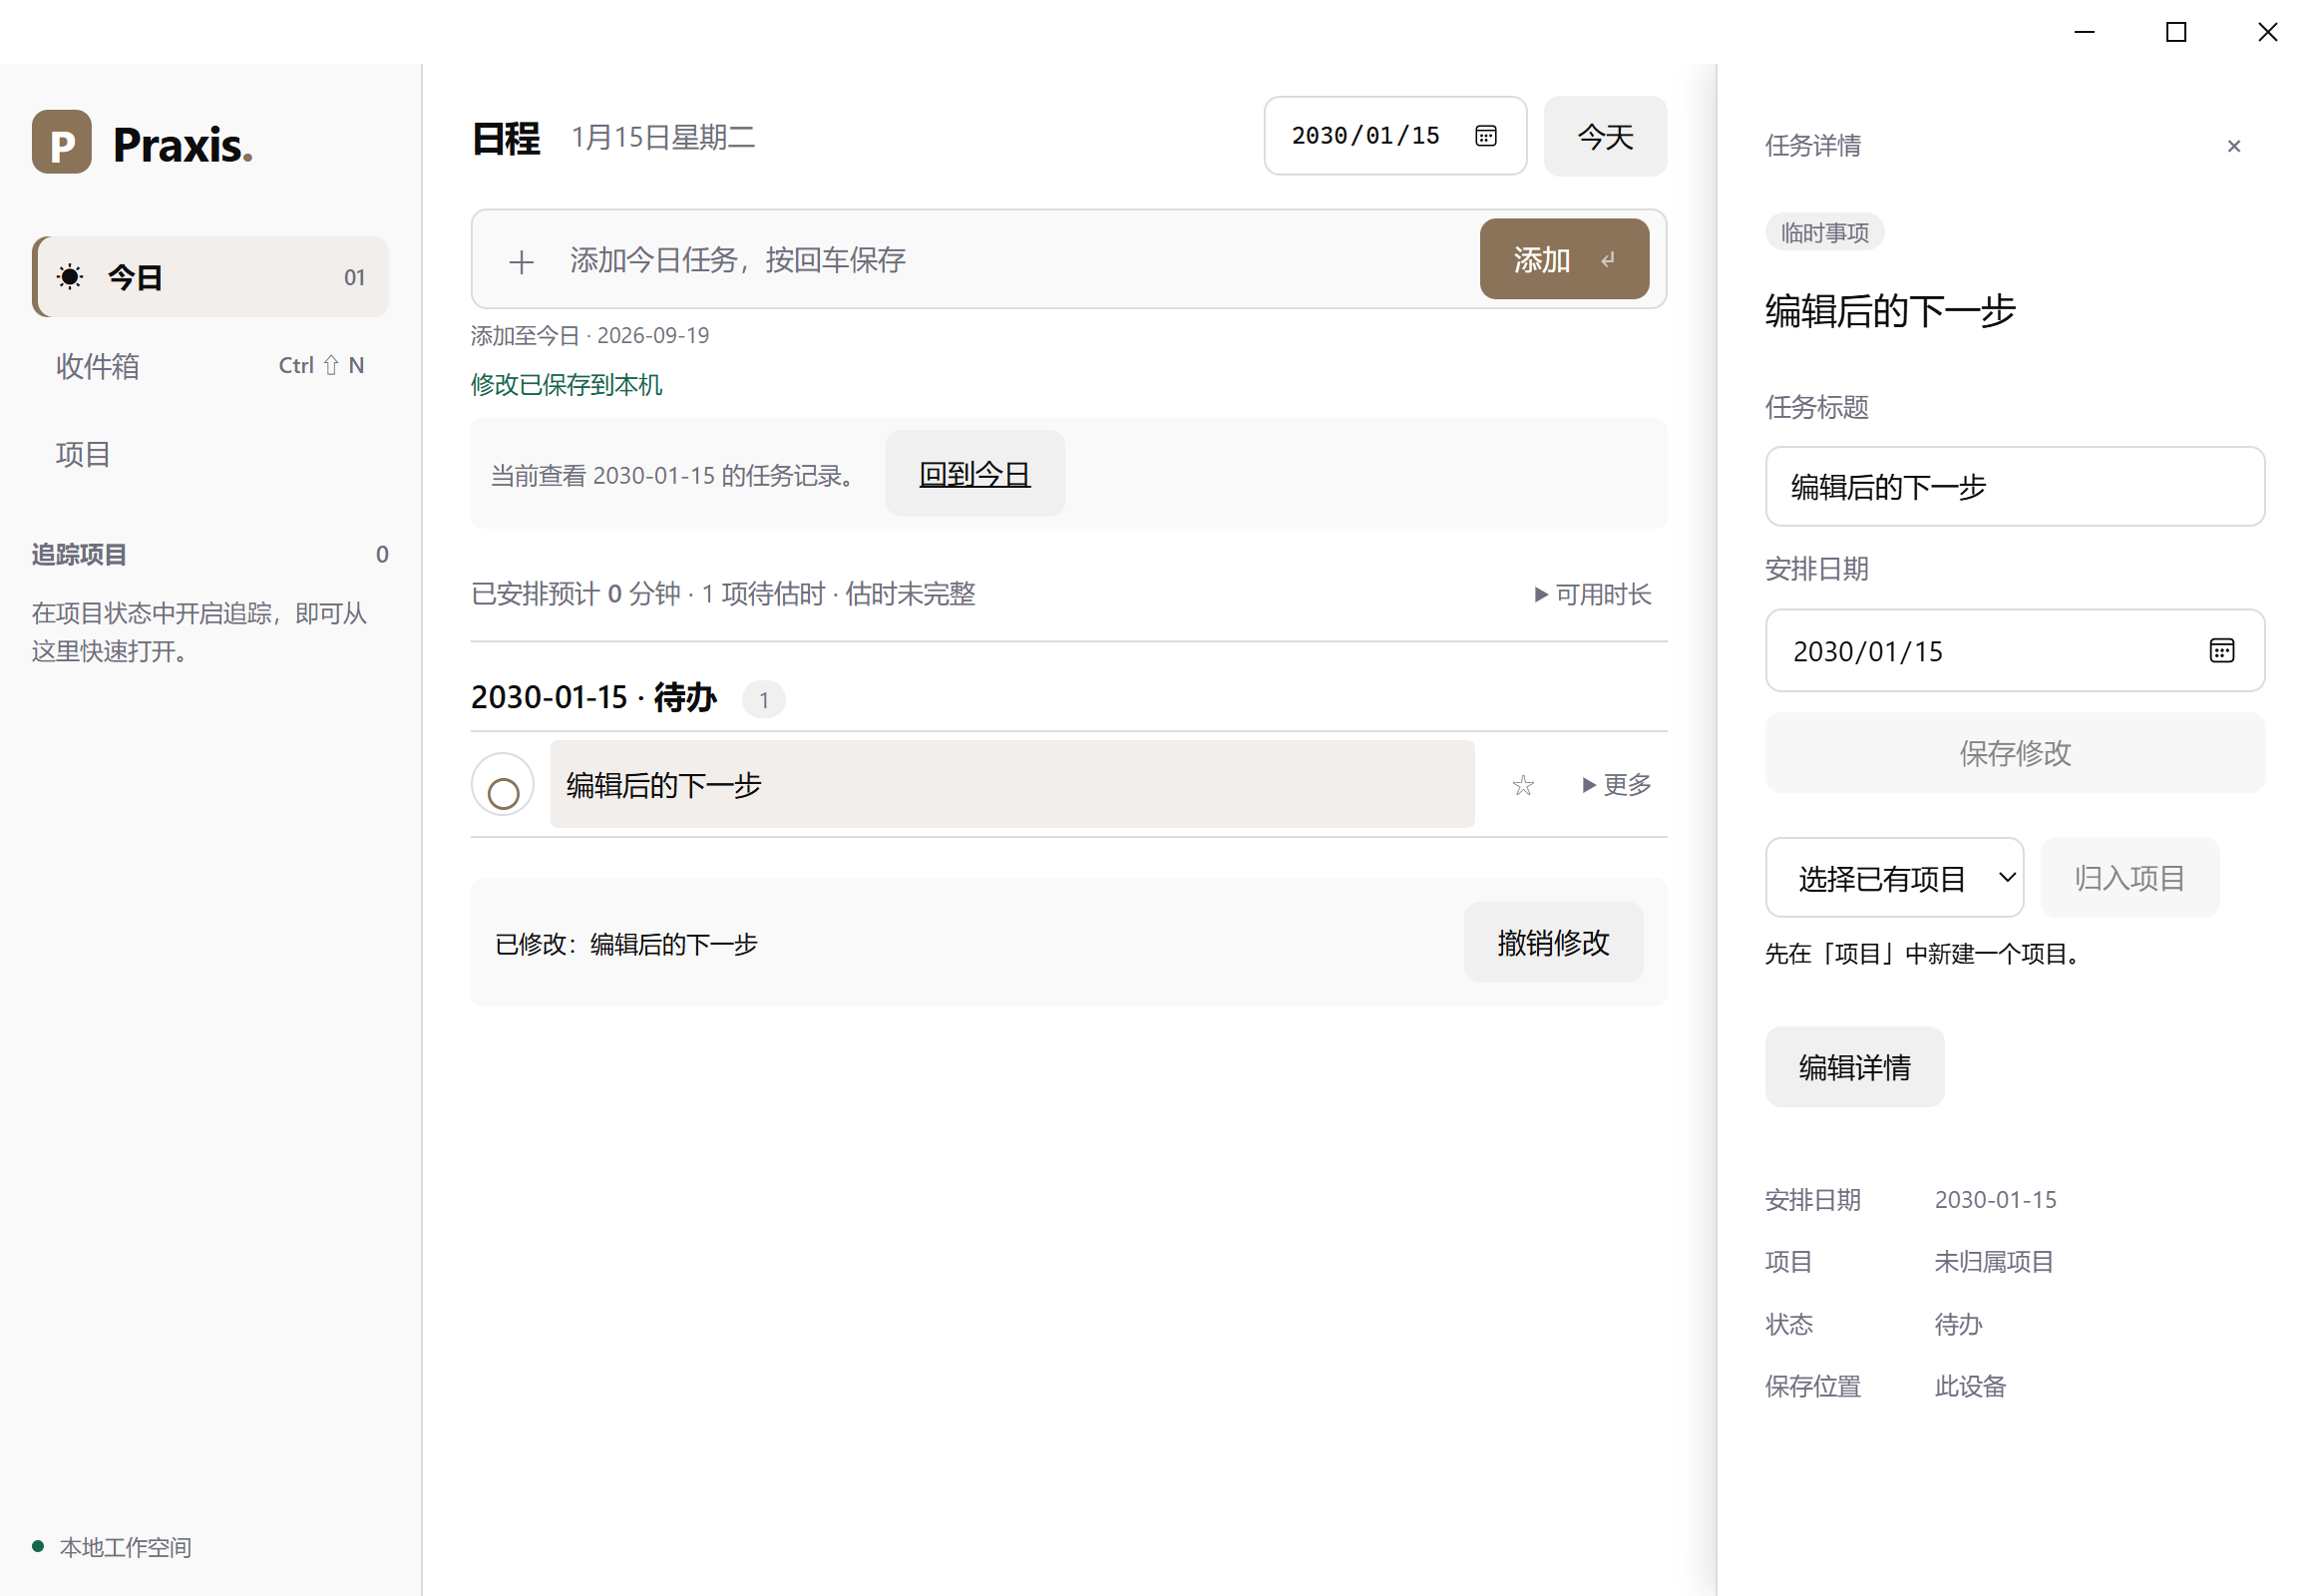 P Praxis.
今日 01
收件箱 Ctrl ⇧ N
项目
追踪项目 0
在项目状态中开启追踪，即可从
这里快速打开。
本地工作空间
日程 1月15日星期二 2030/01/15 今天
添加今日任务，按回车保存 添加 ↵
添加至今日 · 2026-09-19
修改已保存到本机
当前查看 2030-01-15 的任务记录。 回到今日
已安排预计 0 分钟 · 1 项待估时 · 估时未完整 ▶ 可用时长
2030-01-15 · 待办 1
编辑后的下一步 ☆ ▶ 更多
已修改：编辑后的下一步 撤销修改
任务详情 ×
临时事项
编辑后的下一步
任务标题
编辑后的下一步
安排日期
2030/01/15
保存修改
选择已有项目 归入项目
先在「项目」中新建一个项目。
编辑详情
安排日期 2030-01-15
项目 未归属项目
状态 待办
保存位置 此设备